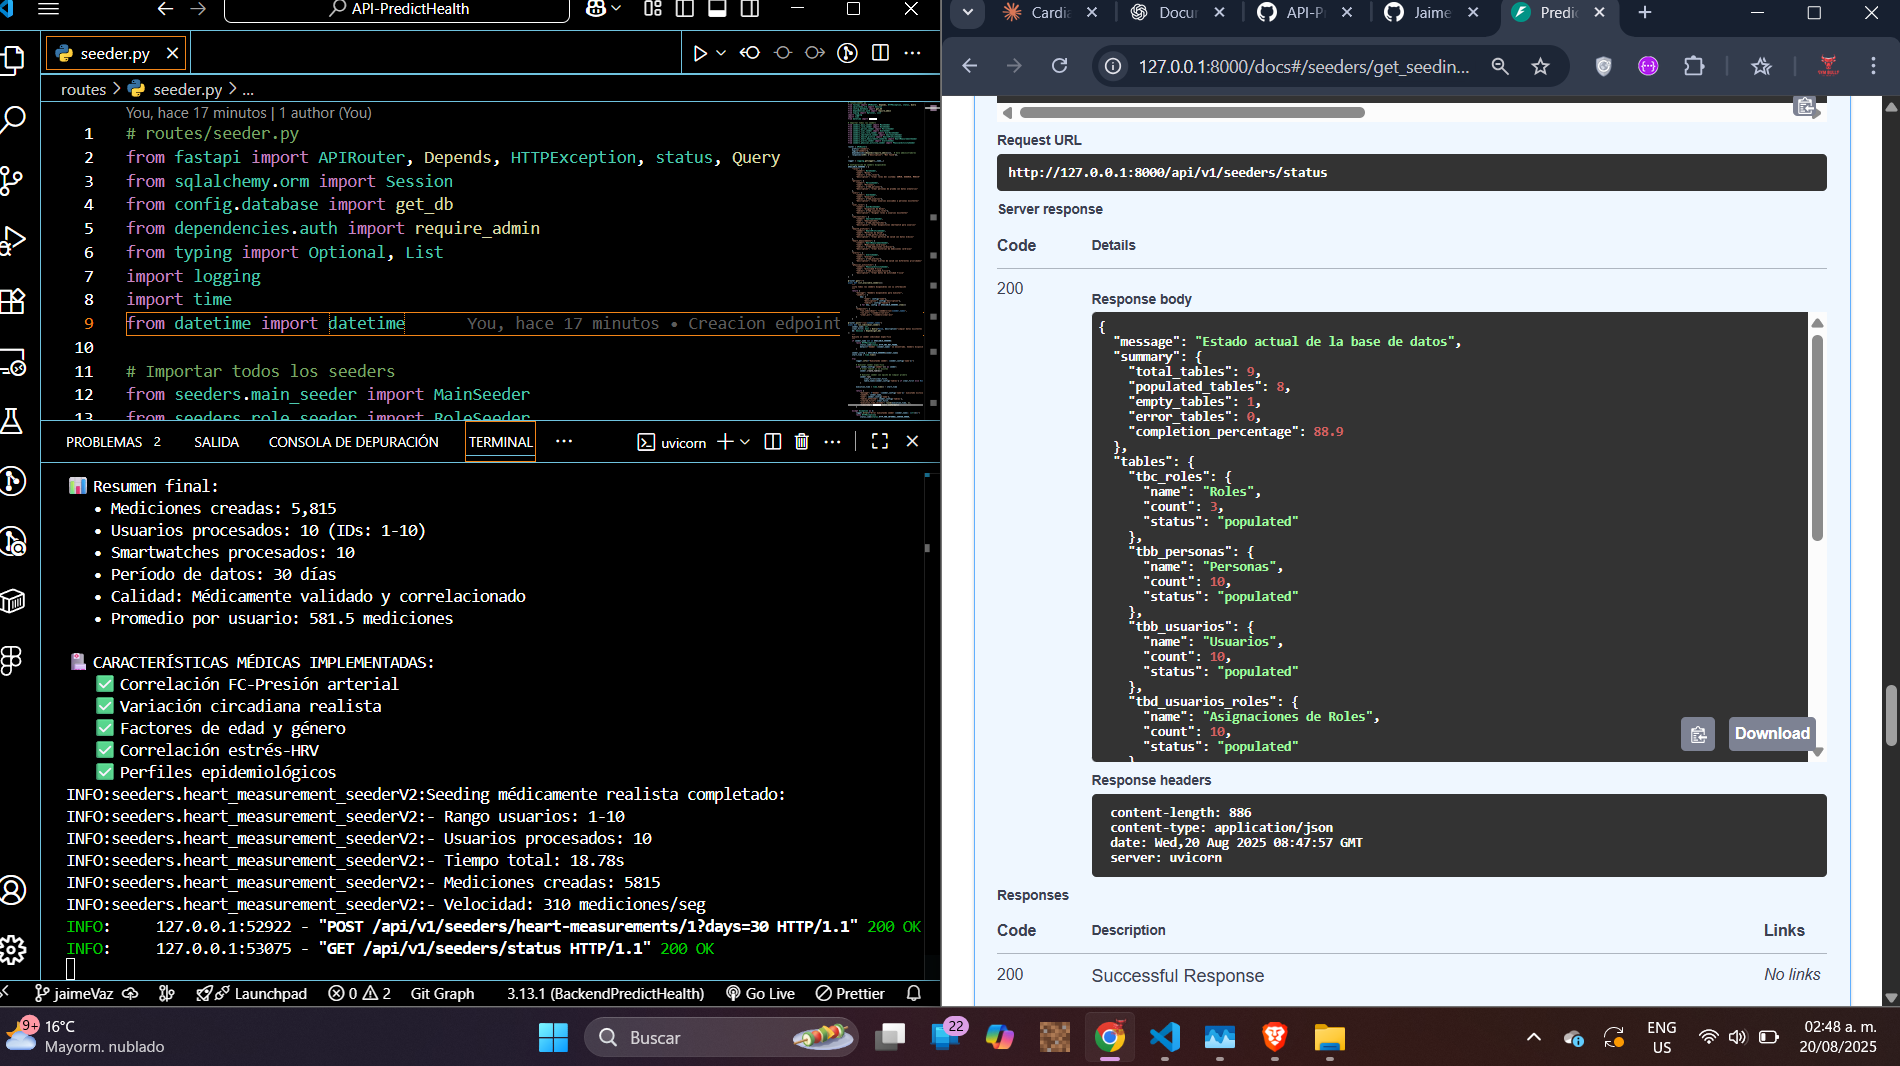 API-PredictHealth
seeder.py
routes > seeder.py > ...
You, hace 17 minutos | 1 author (You)
1 # routes/seeder.py
2 from fastapi import APIRouter, Depends, HTTPException, status, Query
3 from sqlalchemy.orm import Session
4 from config.database import get_db
5 from dependencies.auth import require_admin
6 from typing import Optional, List
7 import logging
8 import time
9 from datetime import datetime You, hace 17 minutos • Creacion edpoint
10
11 # Importar todos los seeders
12 from seeders.main_seeder import MainSeeder
13 from seeders.role_seeder import RoleSeeder
PROBLEMAS 2 SALIDA CONSOLA DE DEPURACIÓN TERMINAL ... uvicorn
Resumen final:
• Mediciones creadas: 5,815
• Usuarios procesados: 10 (IDs: 1-10)
• Smartwatches procesados: 10
• Período de datos: 30 días
• Calidad: Médicamente validado y correlacionado
• Promedio por usuario: 581.5 mediciones
CARACTERÍSTICAS MÉDICAS IMPLEMENTADAS:
✅ Correlación FC-Presión arterial
✅ Variación circadiana realista
✅ Factores de edad y género
✅ Correlación estrés-HRV
✅ Perfiles epidemiológicos
INFO:seeders.heart_measurement_seederV2:Seeding médicamente realista completado:
INFO:seeders.heart_measurement_seederV2:- Rango usuarios: 1-10
INFO:seeders.heart_measurement_seederV2:- Usuarios procesados: 10
INFO:seeders.heart_measurement_seederV2:- Tiempo total: 18.78s
INFO:seeders.heart_measurement_seederV2:- Mediciones creadas: 5815
INFO:seeders.heart_measurement_seederV2:- Velocidad: 310 mediciones/seg
INFO: 127.0.0.1:52922 - "POST /api/v1/seeders/heart-measurements/1?days=30 HTTP/1.1" 200 OK
INFO: 127.0.0.1:53075 - "GET /api/v1/seeders/status HTTP/1.1" 200 OK
jaimeVaz Launchpad 0 2 Git Graph 3.13.1 (BackendPredictHealth) Go Live Prettier
Cardia Docur API-P Jaime Predi
127.0.0.1:8000/docs#/seeders/get_seedin...
Request URL
http://127.0.0.1:8000/api/v1/seeders/status
Server response
Code Details
200
Response body
{
"message": "Estado actual de la base de datos",
"summary": {
"total_tables": 9,
"populated_tables": 8,
"empty_tables": 1,
"error_tables": 0,
"completion_percentage": 88.9
},
"tables": {
"tbc_roles": {
"name": "Roles",
"count": 3,
"status": "populated"
},
"tbb_personas": {
"name": "Personas",
"count": 10,
"status": "populated"
},
"tbb_usuarios": {
"name": "Usuarios",
"count": 10,
"status": "populated"
},
"tbd_usuarios_roles": {
"name": "Asignaciones de Roles",
"count": 10,
"status": "populated"
Download
Response headers
content-length: 886
content-type: application/json
date: Wed,20 Aug 2025 08:47:57 GMT
server: uvicorn
Responses
Code Description Links
200 Successful Response No links
9+ 16°C
Mayorm. nublado
Buscar
22
ENG
US
02:48 a. m.
20/08/2025